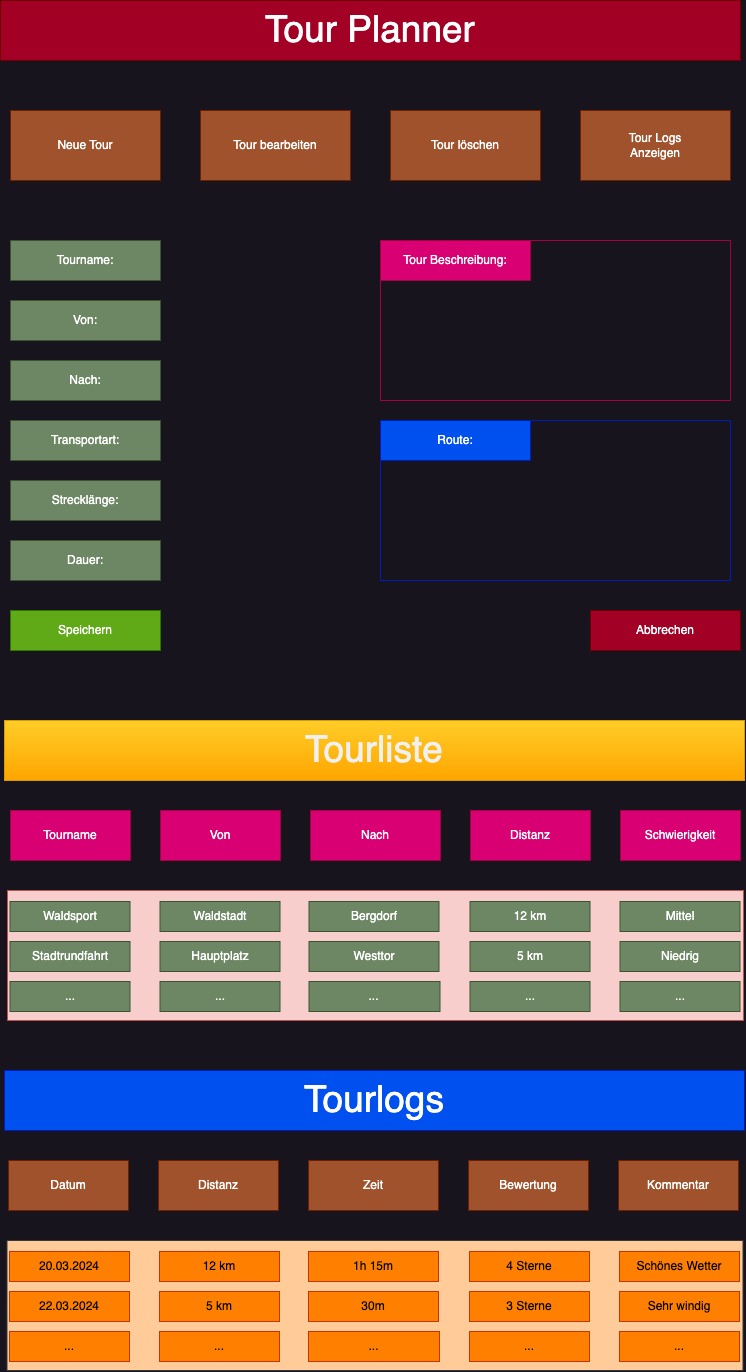 Tour Planner
Neue Tour
Tour bearbeiten
Tour löschen
Tour Logs
Anzeigen
Tourname:
Tour Beschreibung:
Von:
Nach:
Transportart:
Route:
Strecklänge:
Dauer:
Speichern
Abbrechen
Tourliste
Tourname Von Nach Distanz Schwierigkeit
Waldsport Waldstadt Bergdorf 12 km Mittel
Stadtrundfahrt Hauptplatz Westtor 5 km Niedrig
... ... ... ... ...
Tourlogs
Datum Distanz Zeit Bewertung Kommentar
20.03.2024 12 km 1h 15m 4 Sterne Schönes Wetter
22.03.2024 5 km 30m 3 Sterne Sehr windig
... ... ... ... ...